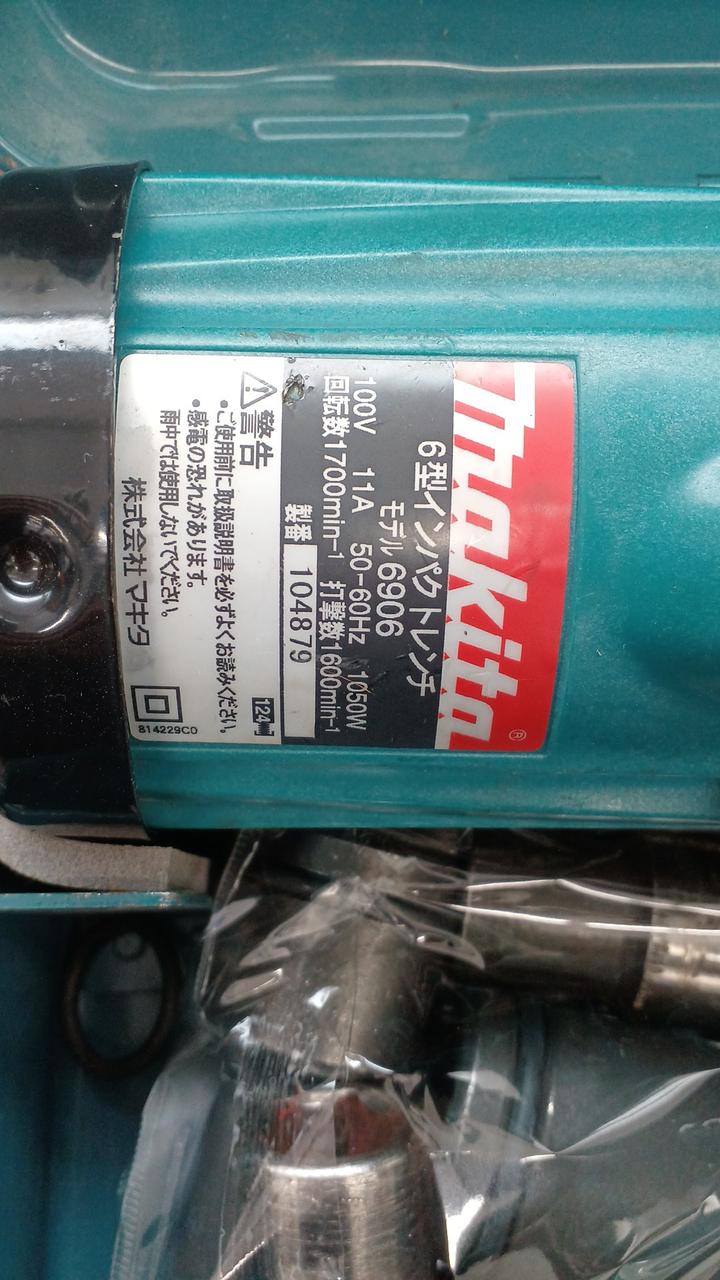 makita®
6型インパクトレンチ
モデル 6906
100V 11A 50-60Hz 1050W
回転数1700min-1 打撃数1600min-1
製番 104879
警告
124
•ご使用前に取扱説明書を必ずよくお読みください。
•感電の恐れがあります。
雨中では使用しないでください。
株式会社マキタ
814229C0